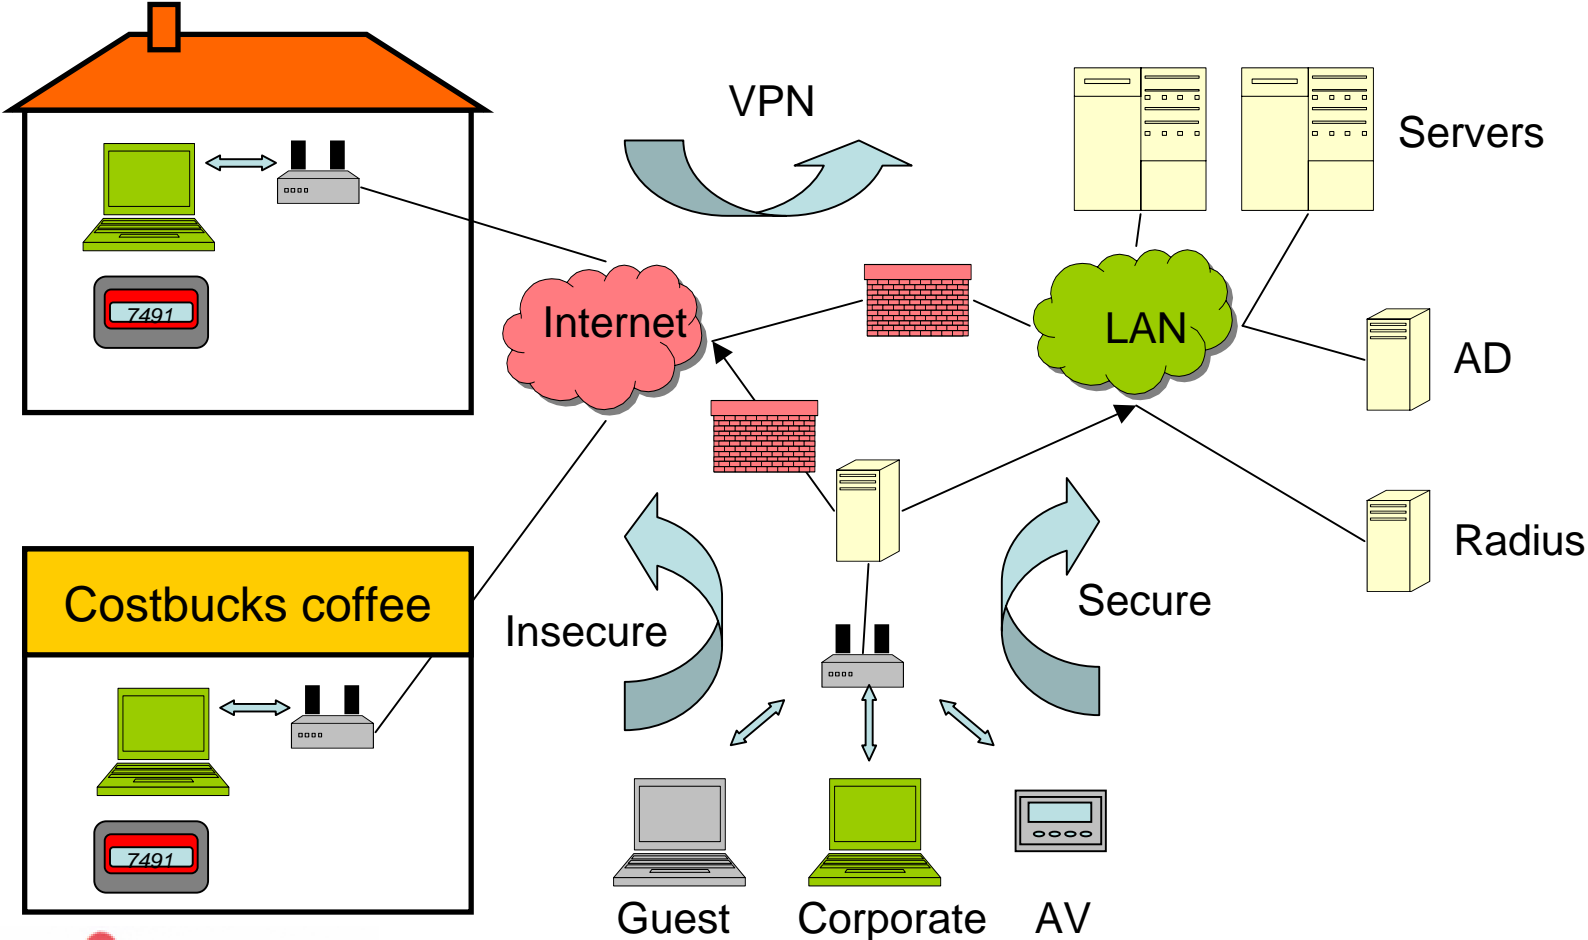 VPN
Servers
7491
Internet
LAN
AD
Radius
Costbucks coffee
Insecure
Secure
7491
Guest
Corporate
AV